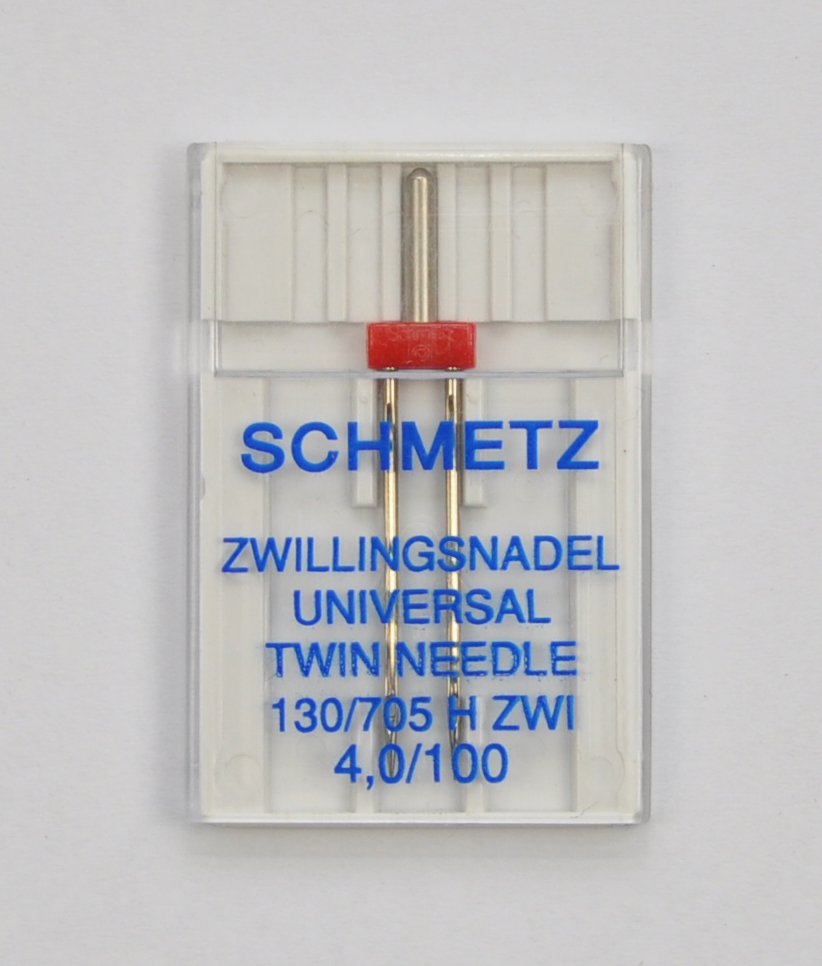 SCHMETZ
ZWILLINGSNADEL
UNIVERSAL
TWIN NEEDLE
130/705 H ZWI
4,0/100